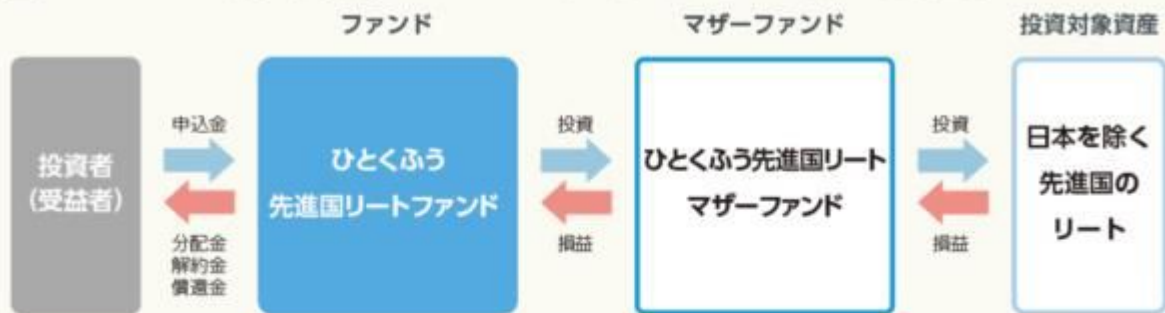 ファンド
マザーファンド
投資対象資産
投資者
(受益者)
申込金
分配金
解約金
償還金
ひとくふう
先進国リートファンド
投資
損益
ひとくふう先進国リート
マザーファンド
投資
損益
日本を除く
先進国の
リート